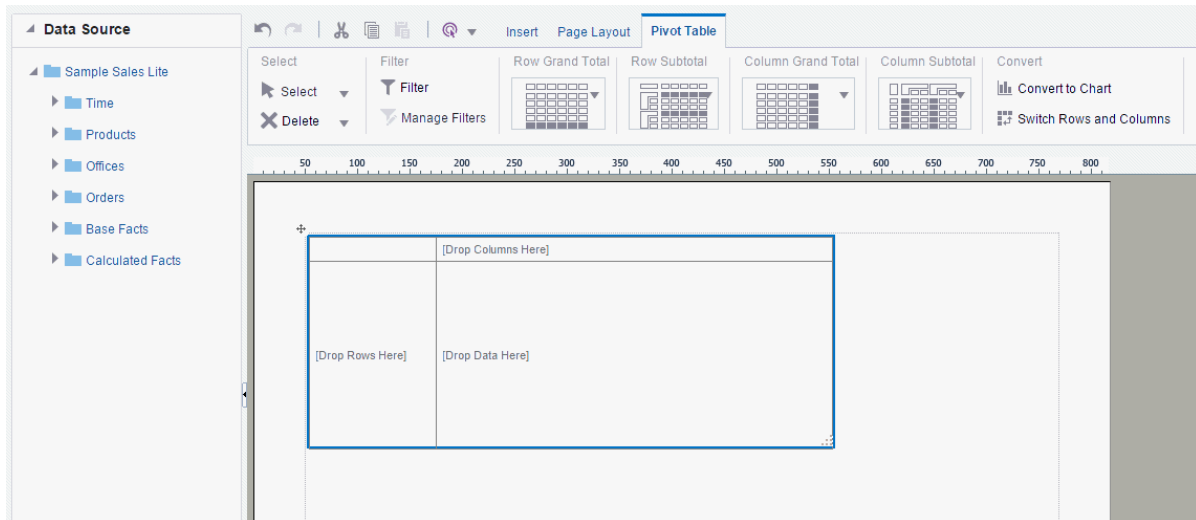 Data Source
Sample Sales Lite
Time
Products
Offices
Orders
Base Facts
Calculated Facts
Insert Page Layout Pivot Table
Select Filter Row Grand Total Row Subtotal Column Grand Total Column Subtotal Convert
Select Filter Convert to Chart
Delete Manage Filters Switch Rows and Columns
50 100 150 200 250 300 350 400 450 500 550 600 650 700 750 800
[Drop Columns Here]
[Drop Rows Here] [Drop Data Here]